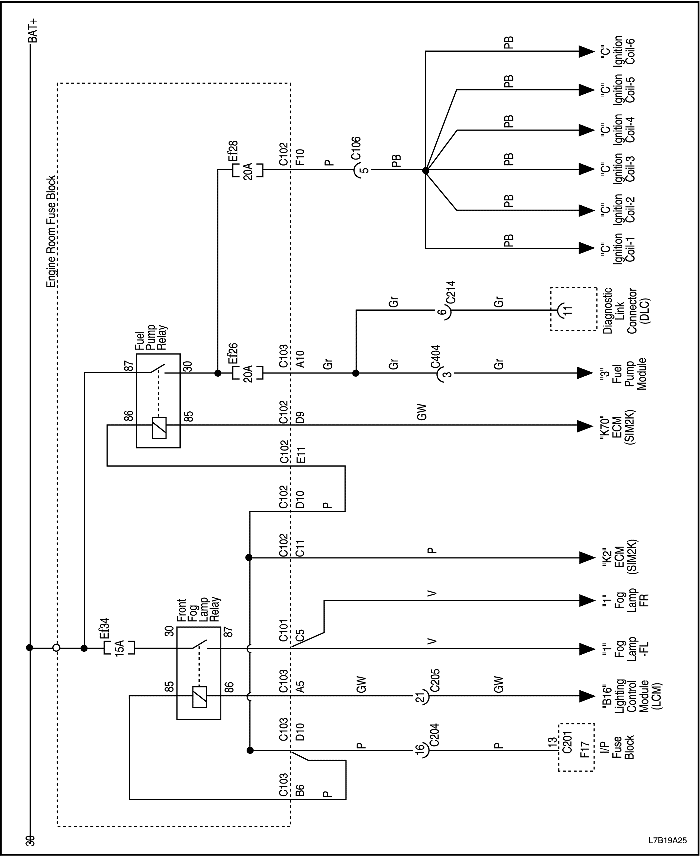 BAT+
30
Engine Room Fuse Block
Ef28
20A
C102
F10
P
C106
5
PB
PB
"C"
Ignition
Coil-6
PB
"C"
Ignition
Coil-5
PB
"C"
Ignition
Coil-4
PB
"C"
Ignition
Coil-3
PB
"C"
Ignition
Coil-2
PB
"C"
Ignition
Coil-1
Fuel
Pump
Relay
87
30
86
85
Ef26
20A
C103
A10
Gr
Gr
C214
6
Gr
11
Diagnostic
Link
Connector
(DLC)
Gr
C404
3
Gr
"3"
Fuel
Pump
Module
C102
D9
GW
"K70"
ECM
(SIM2K)
C102
E11
C102
D10
P
C102
C11
P
"K2"
ECM
(SIM2K)
Ef34
15A
Front
Fog
Lamp
Relay
30
87
85
86
C101
C5
V
"1"
Fog
Lamp
FR
V
"1"
Fog
Lamp
-FL
C103
A5
GW
C205
21
GW
"B16"
Lighting
Control
Module
(LCM)
C103
D10
P
C204
16
P
13
C201
F17
I/P
Fuse
Block
C103
B6
P
L7B19A25